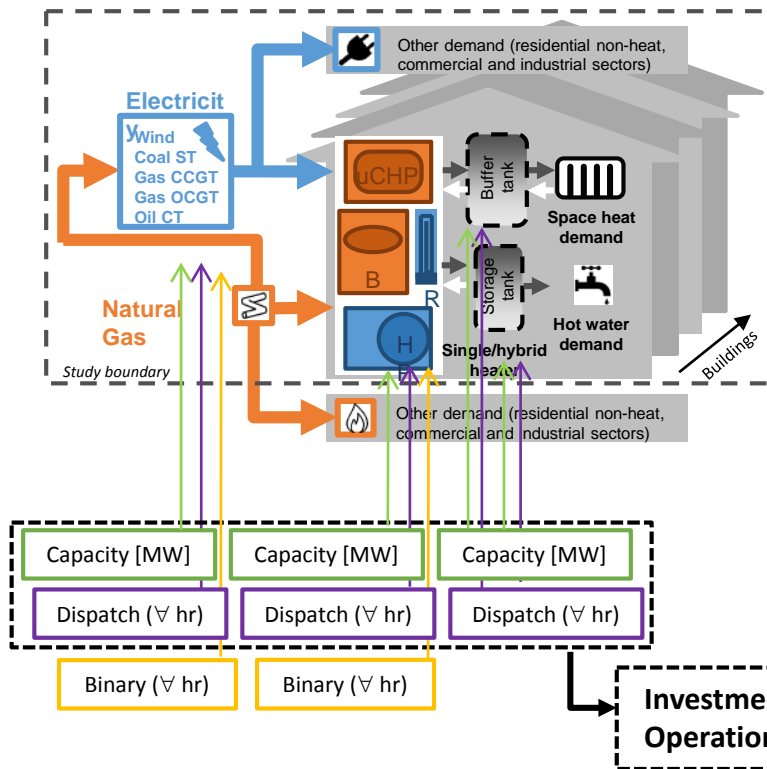 Other demand (residential non-heat,
commercial and industrial sectors)
Electricit
y
Wind
Coal ST
Gas CCGT
Gas OCGT
Oil CT
uCHP
Buffer
tank
Space heat
demand
B
R
Storage
tank
Natural
Gas
H
P
Hot water
demand
Single/hybrid
heater
Buildings
Study boundary
Other demand (residential non-heat,
commercial and industrial sectors)
Capacity [MW]
Capacity [MW]
Capacity [MW]
Dispatch (∀ hr)
Dispatch (∀ hr)
Dispatch (∀ hr)
Binary (∀ hr)
Binary (∀ hr)
Investme
Operation